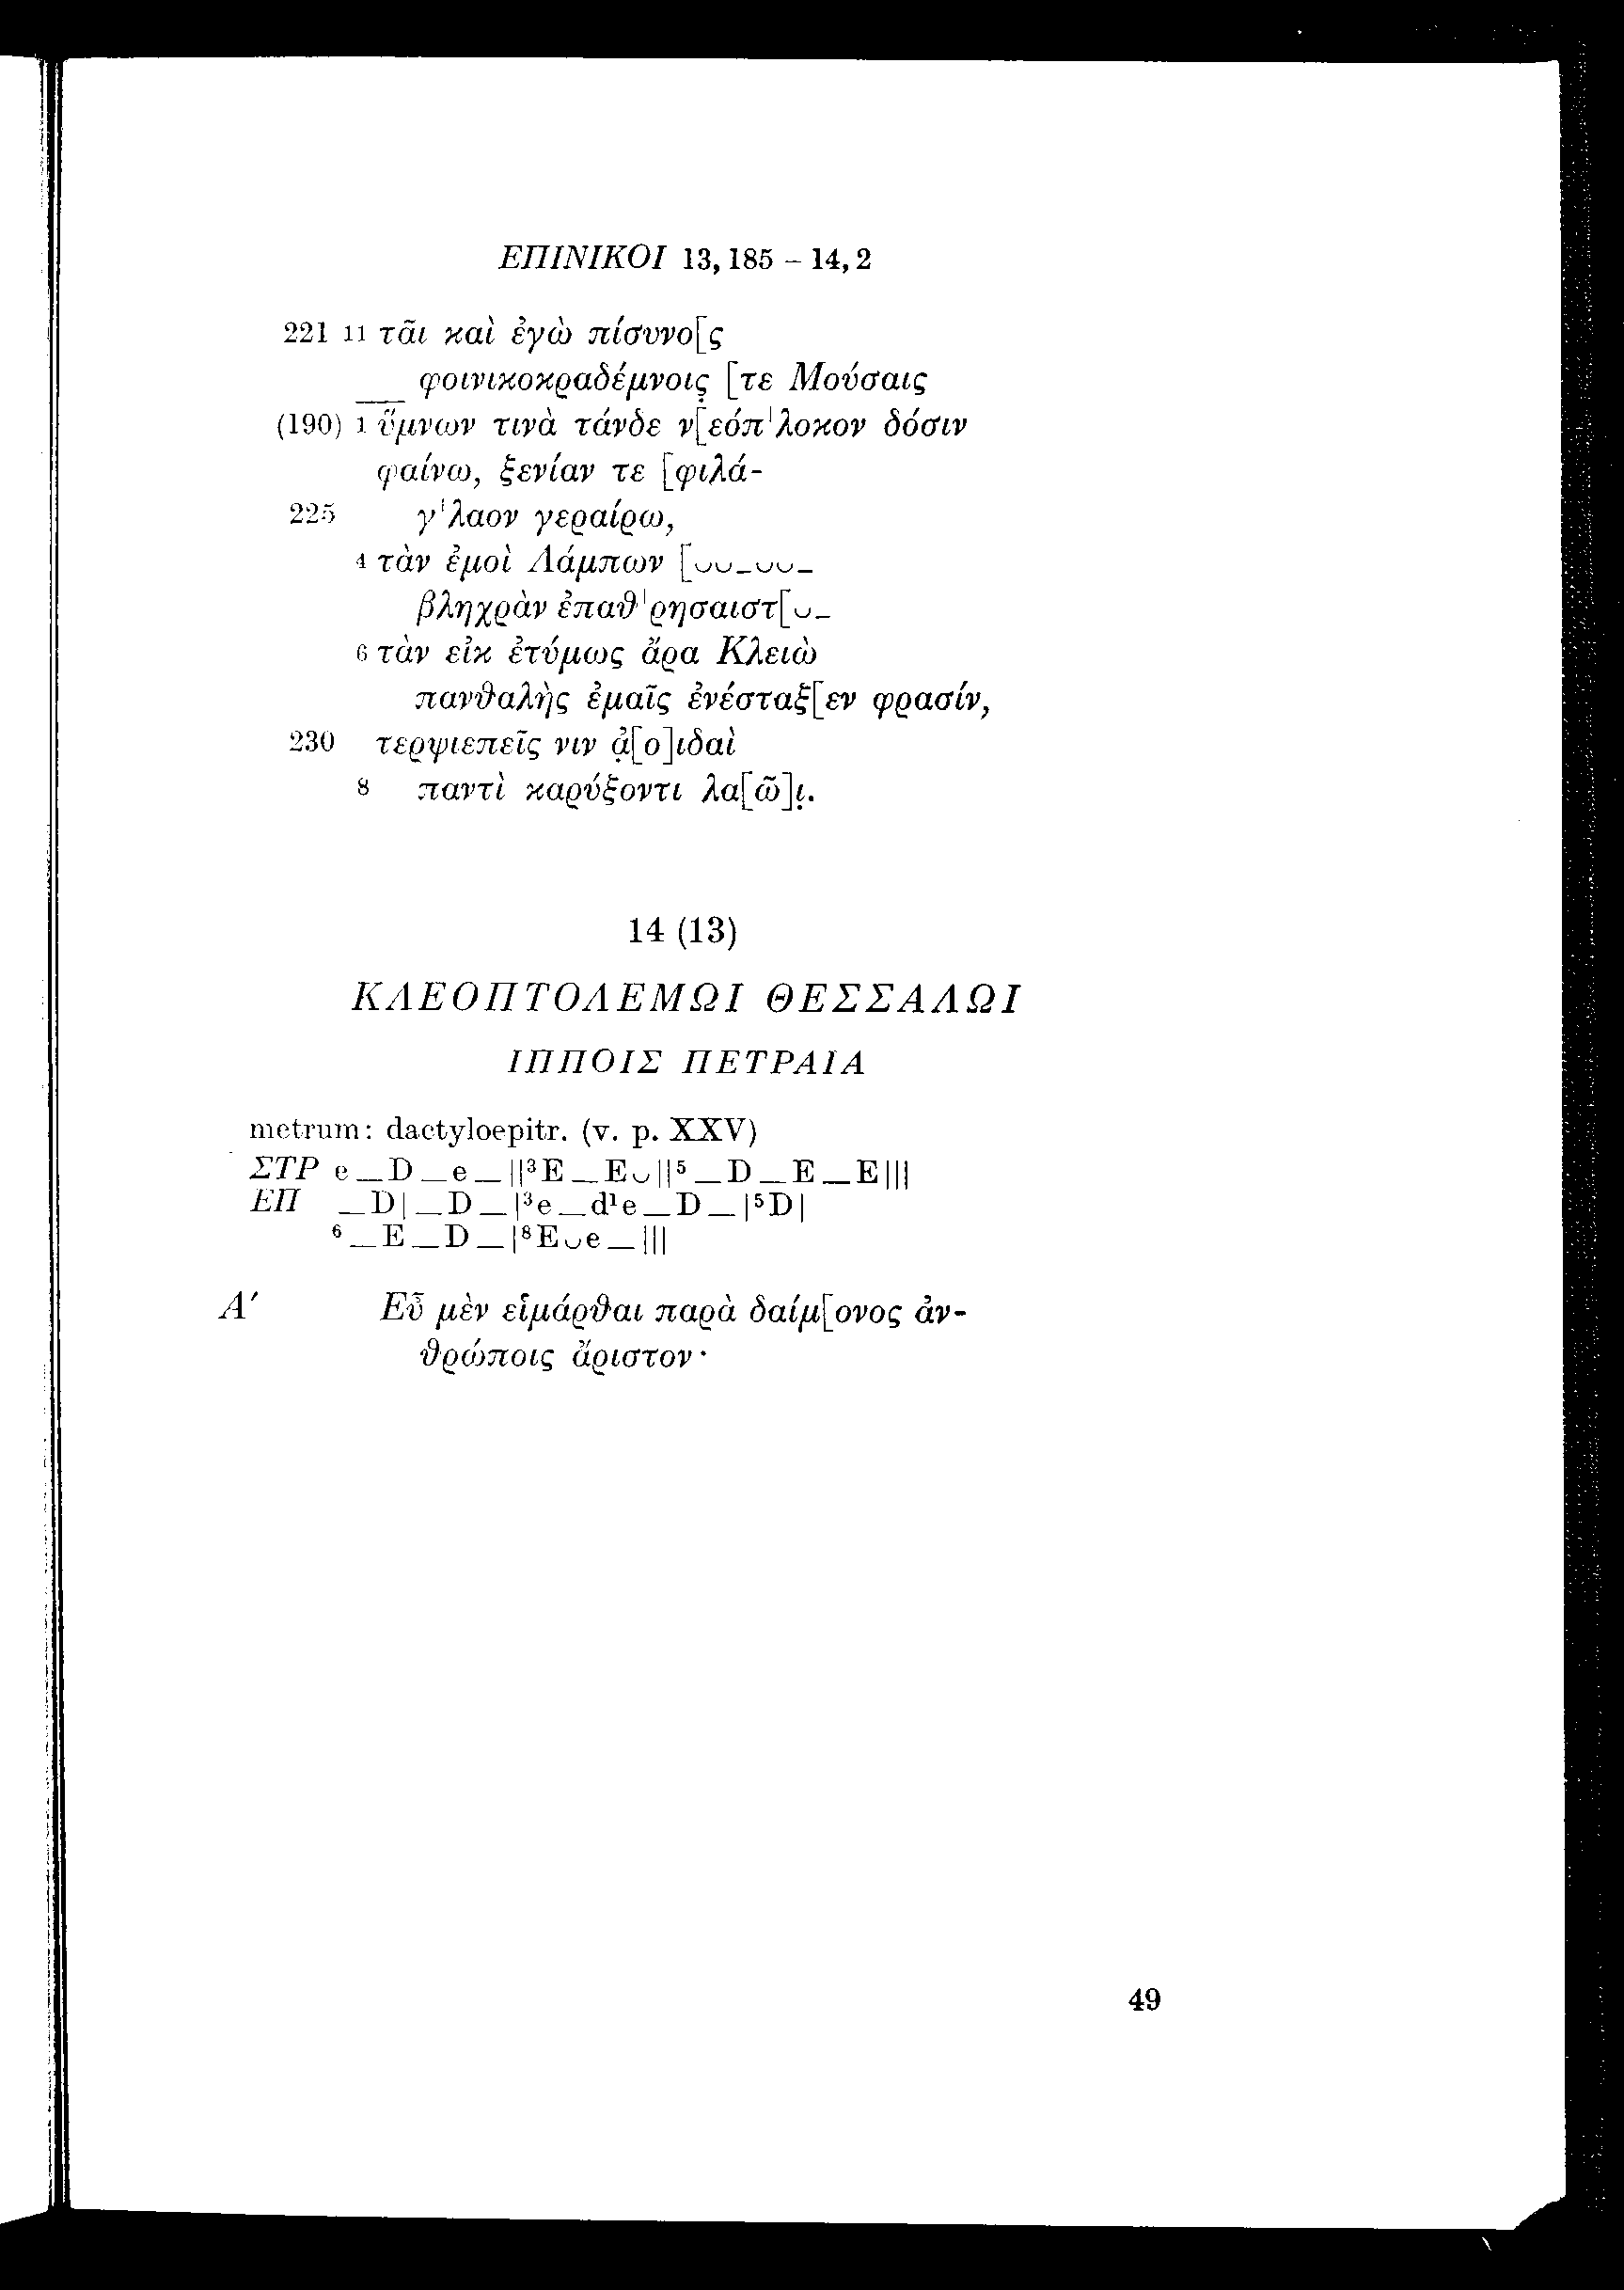 ΕΠΙΝΙΚΟΙ 13, 185 – 14, 2
221 11 τᾶι καὶ ἐγὼ πίσυνο[ς
φοινικοκραδέμνοις̣ [τε Μούσαις
(190) 1 ὕμνων τινὰ τάνδε ν[εόπ'λοκον δόσιν
φαίνω, ξενίαν τε [φιλά-
225 γ'λαον γεραίρω,
4 τὰν ἐμοὶ Λάμπων [⏑⏑_⏑⏑_
βληχρὰν ἐπαθ'ρησαιστ[⏑_
6 τὰν εἰκ ἐτύμως ἄρα Κλειὼ
πανθαλὴς ἐμαῖς ἐνέσταξ[εν φρασίν,
230 τερψιεπεῖς νιν ἀ̣[ο]ιδαὶ
8 παντὶ καρύξοντι λα[ῶ]ι̣.
14 (13)
ΚΛΕΟΠΤΟΛΕΜΩΙ ΘΕΣΣΑΛΩΙ
ΙΠΠΟΙΣ ΠΕΤΡΑΙΑ
metrum: dactyloepitr. (v. p. XXV)
ΣΤΡ e _ D _ e _ ||³ E _ E ⏑ ||⁵ _ D _ E _ E |||
ΕΠ _ D | _ D _ |³ e _ d¹ e _ D _ |⁵ D |
⁶ _ E _ D _ |⁸ E ⏑ e _ |||
Α′ Εὖ μὲν εἱμάρθαι παρὰ δαίμ[ονος ἀν-
θρώποις ἄριστον·
49